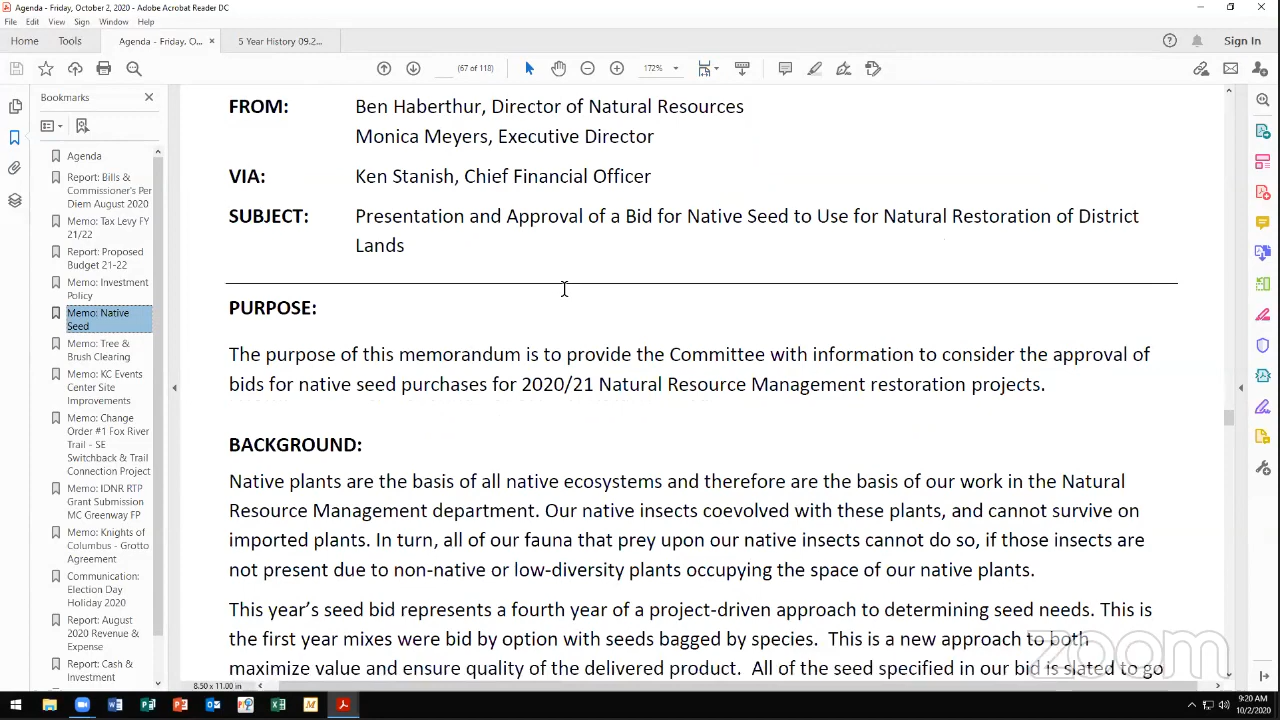 Agenda - Friday, October 2, 2020 - Adobe Acrobat Reader DC
File Edit View Sign Window Help
Home Tools Agenda - Friday, O... × 5 Year History 09.2... Sign In
(67 of 118) 172%
Bookmarks
Agenda
Report: Bills &
Commissioner's Per
Diem August 2020
Memo: Tax Levy FY
21/22
Report: Proposed
Budget 21-22
Memo: Investment
Policy
Memo: Native
Seed
Memo: Tree &
Brush Clearing
Memo: KC Events
Center Site
Improvements
Memo: Change
Order #1 Fox River
Trail - SE
Switchback & Trail
Connection Project
Memo: IDNR RTP
Grant Submission
MC Greenway FP
Memo: Knights of
Columbus - Grotto
Agreement
Communication:
Election Day
Holiday 2020
Report: August
2020 Revenue &
Expense
Report: Cash &
Investment
FROM: Ben Haberthur, Director of Natural Resources
Monica Meyers, Executive Director
VIA: Ken Stanish, Chief Financial Officer
SUBJECT: Presentation and Approval of a Bid for Native Seed to Use for Natural Restoration of District
Lands
PURPOSE:
The purpose of this memorandum is to provide the Committee with information to consider the approval of
bids for native seed purchases for 2020/21 Natural Resource Management restoration projects.
BACKGROUND:
Native plants are the basis of all native ecosystems and therefore are the basis of our work in the Natural
Resource Management department. Our native insects coevolved with these plants, and cannot survive on
imported plants. In turn, all of our fauna that prey upon our native insects cannot do so, if those insects are
not present due to non-native or low-diversity plants occupying the space of our native plants.
This year's seed bid represents a fourth year of a project-driven approach to determining seed needs. This is
the first year mixes were bid by option with seeds bagged by species. This is a new approach to both
maximize value and ensure quality of the delivered product. All of the seed specified in our bid is slated to go
zoom
8.50 x 11.00 in
9:20 AM
10/2/2020